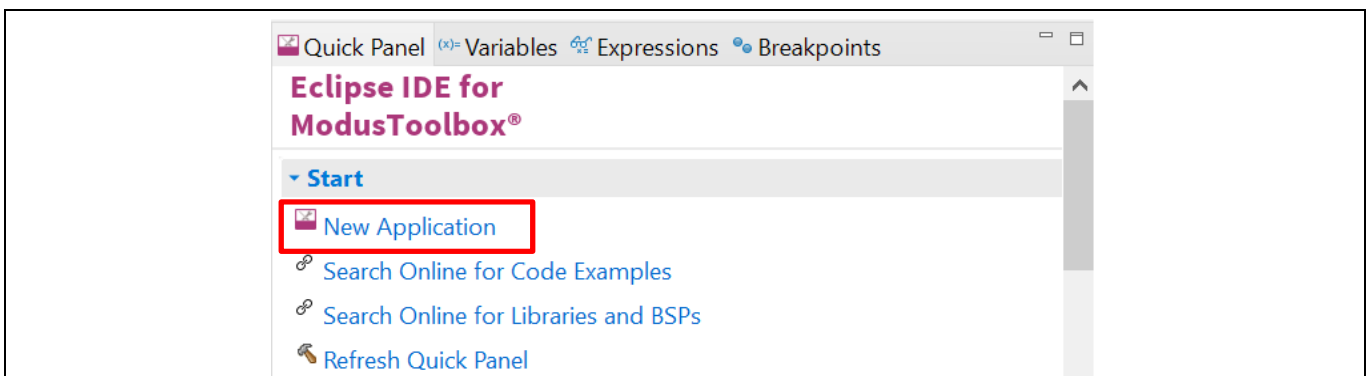 Quick Panel (x)= Variables Expressions Breakpoints
Eclipse IDE for
ModusToolbox®
Start
New Application
Search Online for Code Examples
Search Online for Libraries and BSPs
Refresh Quick Panel